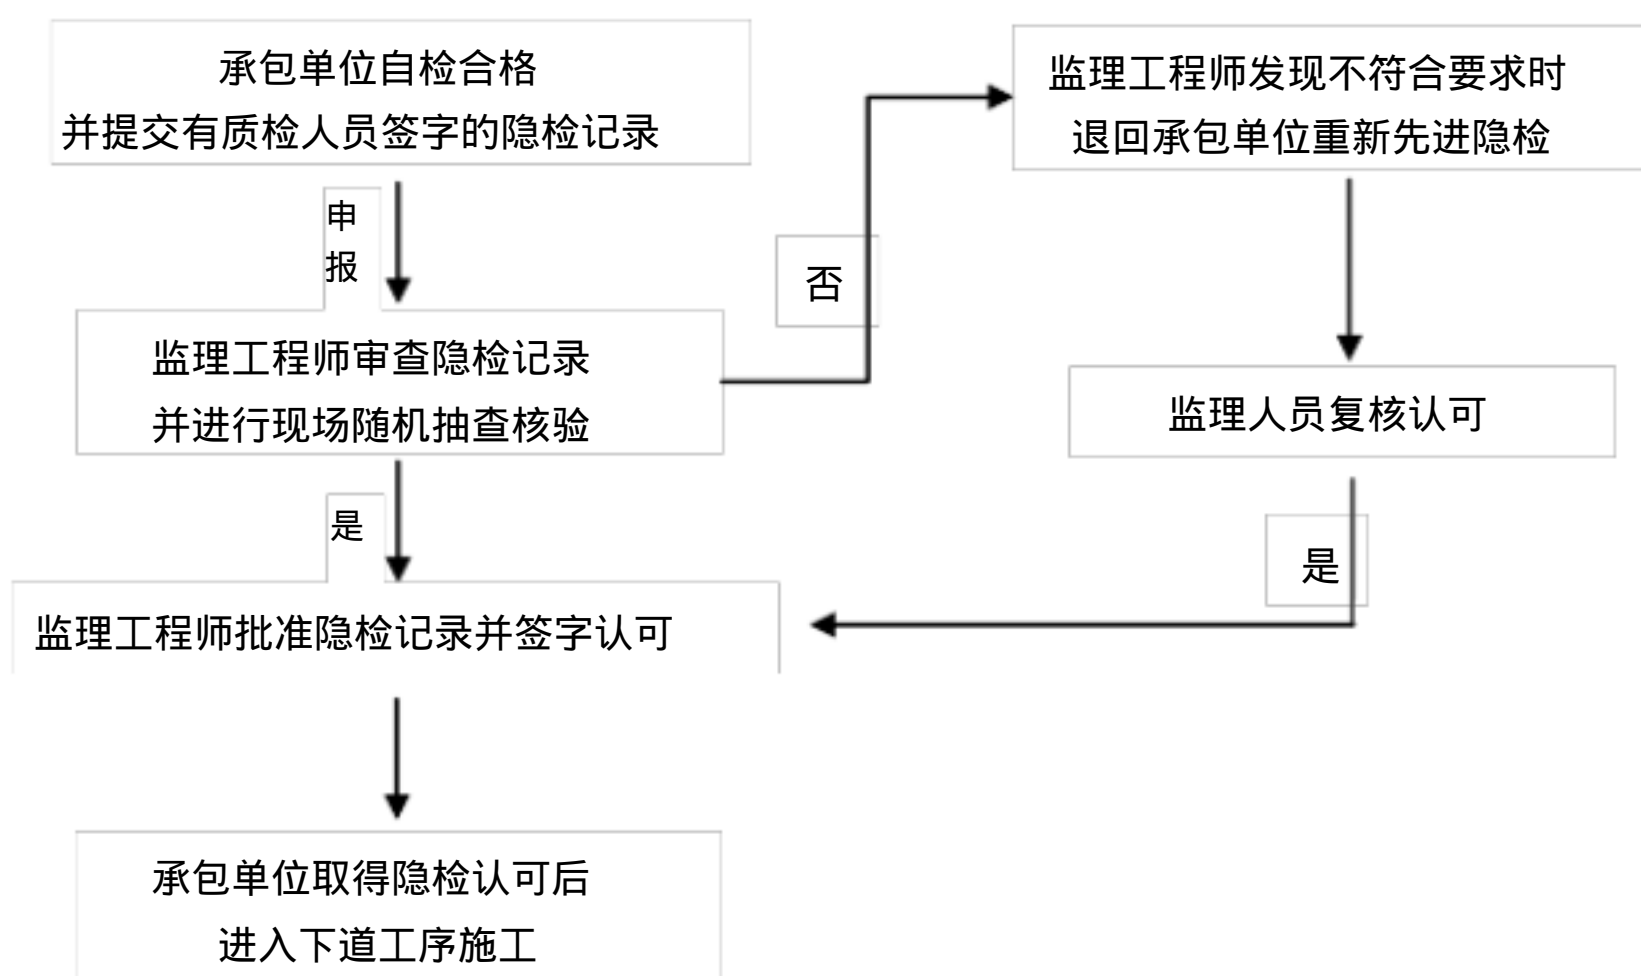 承包单位自检合格
并提交有质检人员签字的隐检记录
申
报
监理工程师审查隐检记录
并进行现场随机抽查核验
否
监理工程师发现不符合要求时
退回承包单位重新先进隐检
监理人员复核认可
是
是
监理工程师批准隐检记录并签字认可
承包单位取得隐检认可后
进入下道工序施工